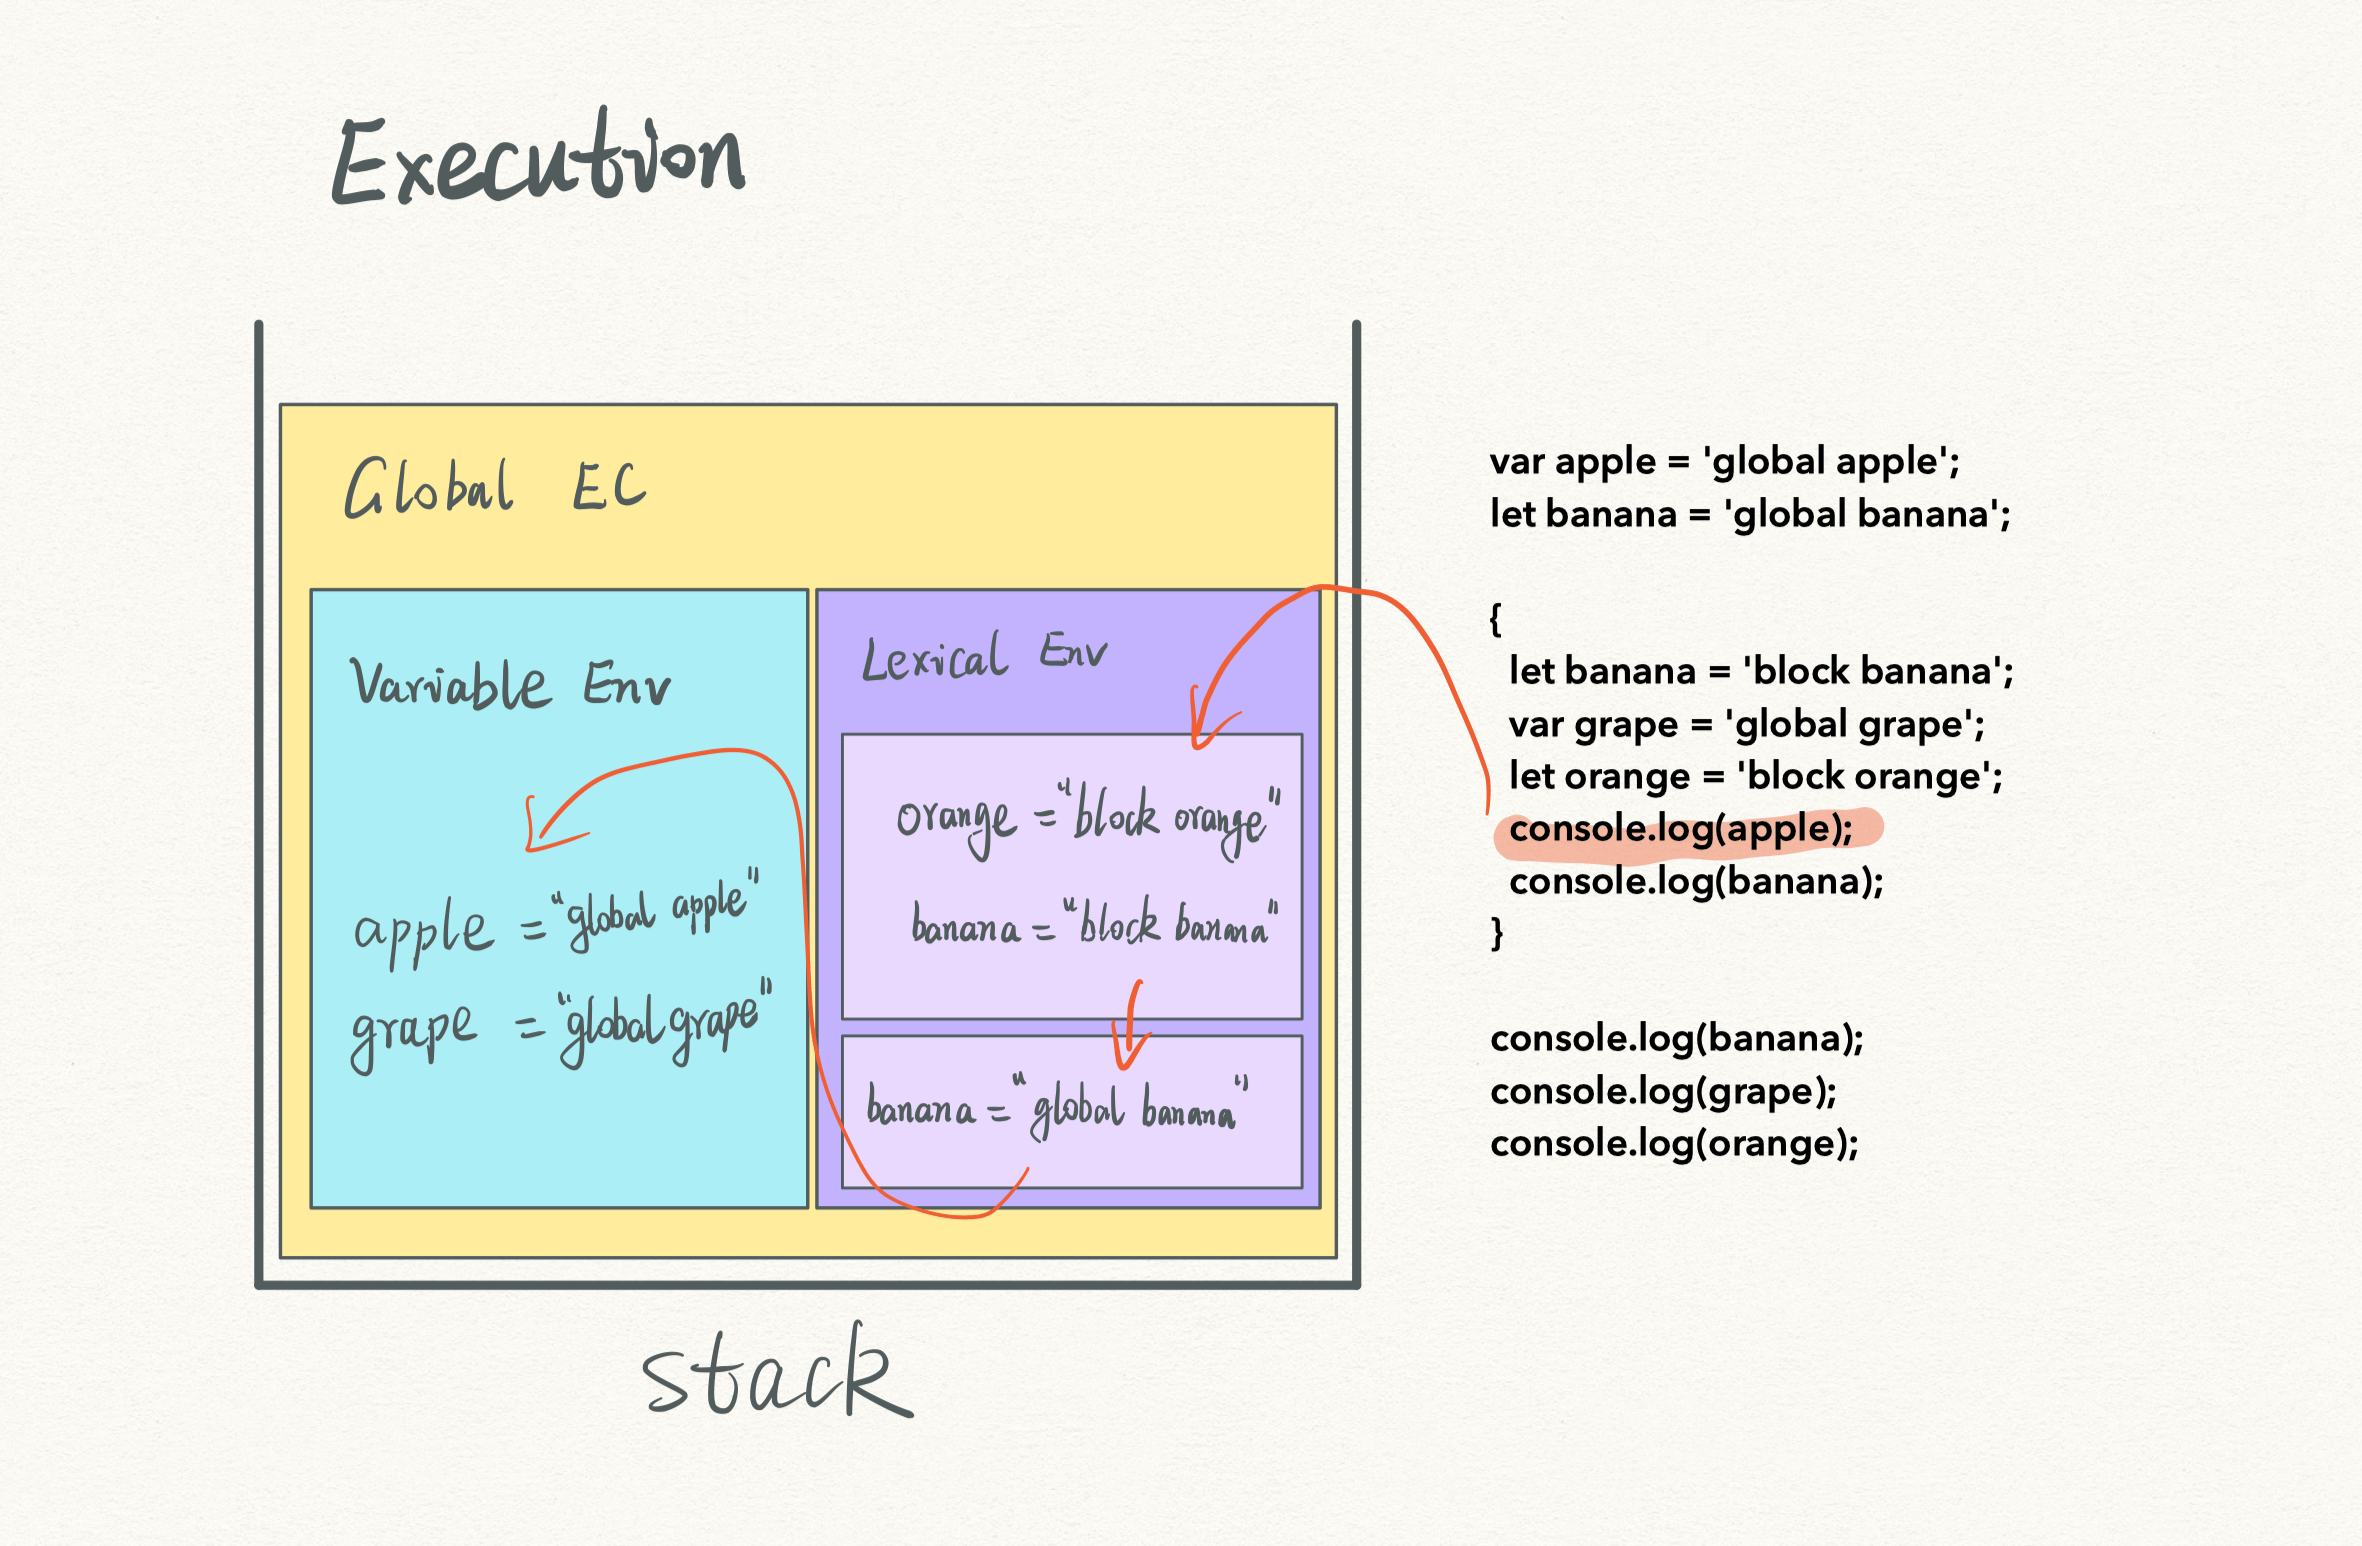 Execution
Global EC
Variable Env
apple = "global apple"
grape = "global grape"
Lexical Env
orange = "block orange"
banana = "block banana"
banana = "global banana"
stack
var apple = 'global apple';
let banana = 'global banana';
{
let banana = 'block banana';
var grape = 'global grape';
let orange = 'block orange';
console.log(apple);
console.log(banana);
}
console.log(banana);
console.log(grape);
console.log(orange);